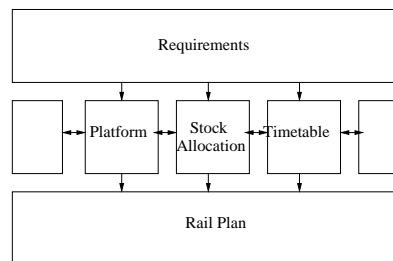 Requirements
Platform
Stock
Allocation
Timetable
Rail Plan